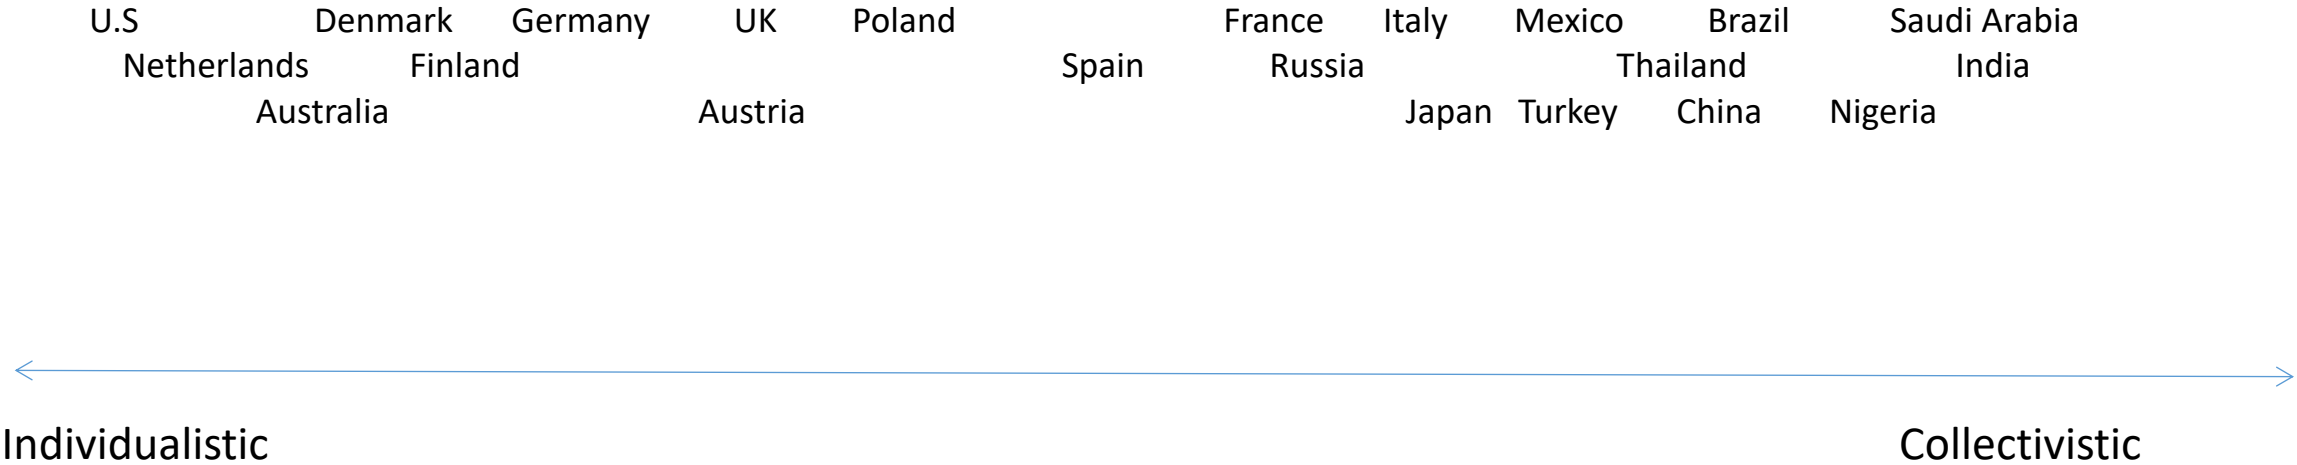 U.S Denmark Germany UK Poland France Italy Mexico Brazil Saudi Arabia
Netherlands Finland Spain Russia Thailand India
Australia Austria Japan Turkey China Nigeria
Individualistic Collectivistic